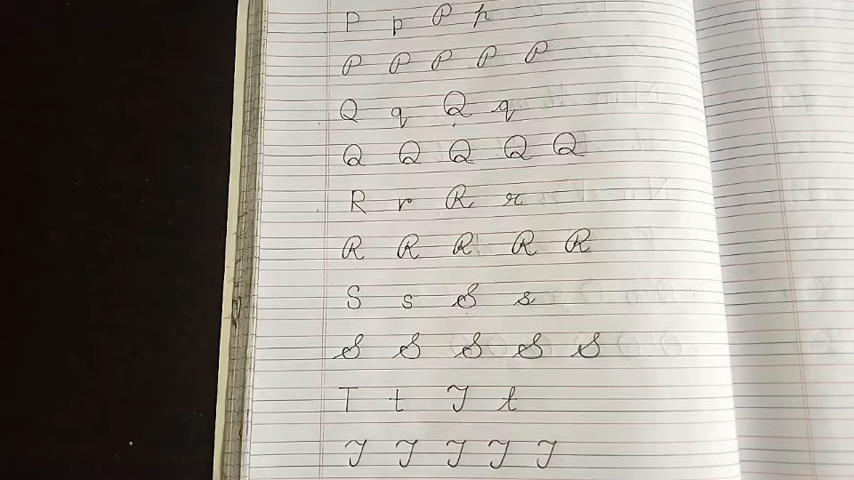 P p P p
P P P P P
Q q Q q
Q Q Q Q Q
R r R r
R R R R R
S s S s
S S S S S
T t T t
T T T T T